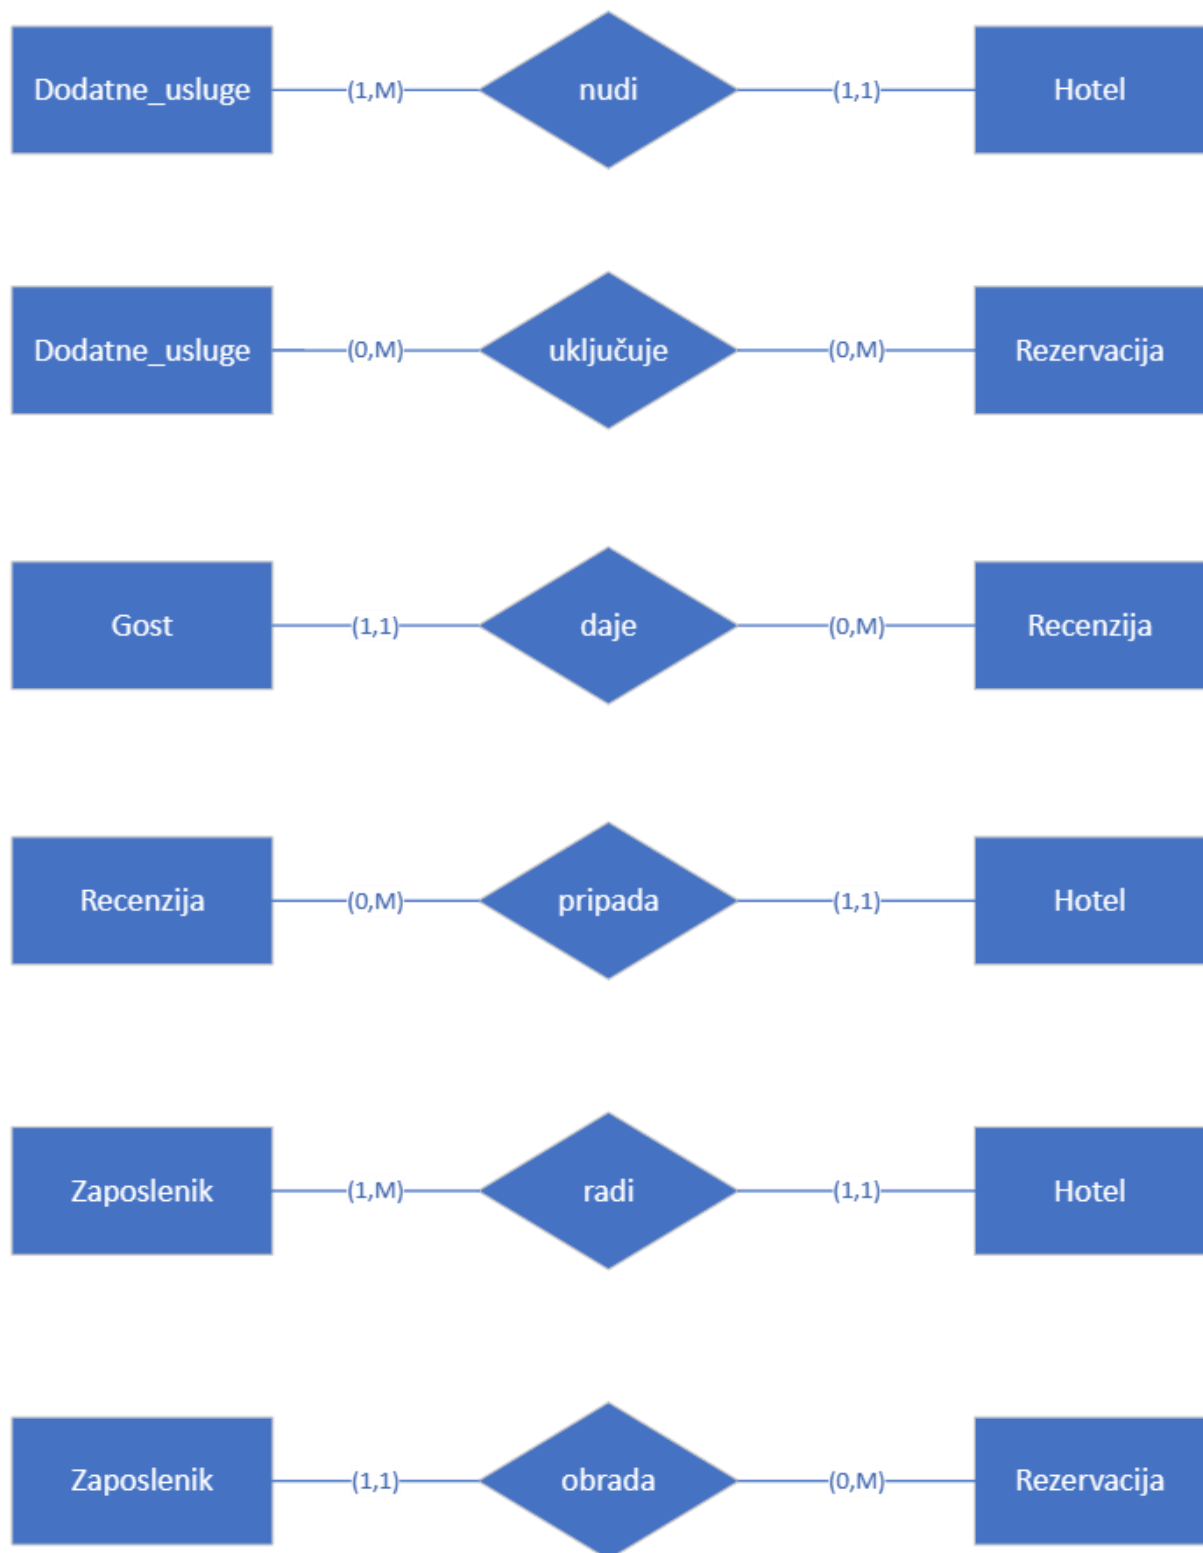 Dodatne_usluge (1,M) nudi (1,1) Hotel
Dodatne_usluge (0,M) uključuje (0,M) Rezervacija
Gost (1,1) daje (0,M) Recenzija
Recenzija (0,M) pripada (1,1) Hotel
Zaposlenik (1,M) radi (1,1) Hotel
Zaposlenik (1,1) obrada (0,M) Rezervacija